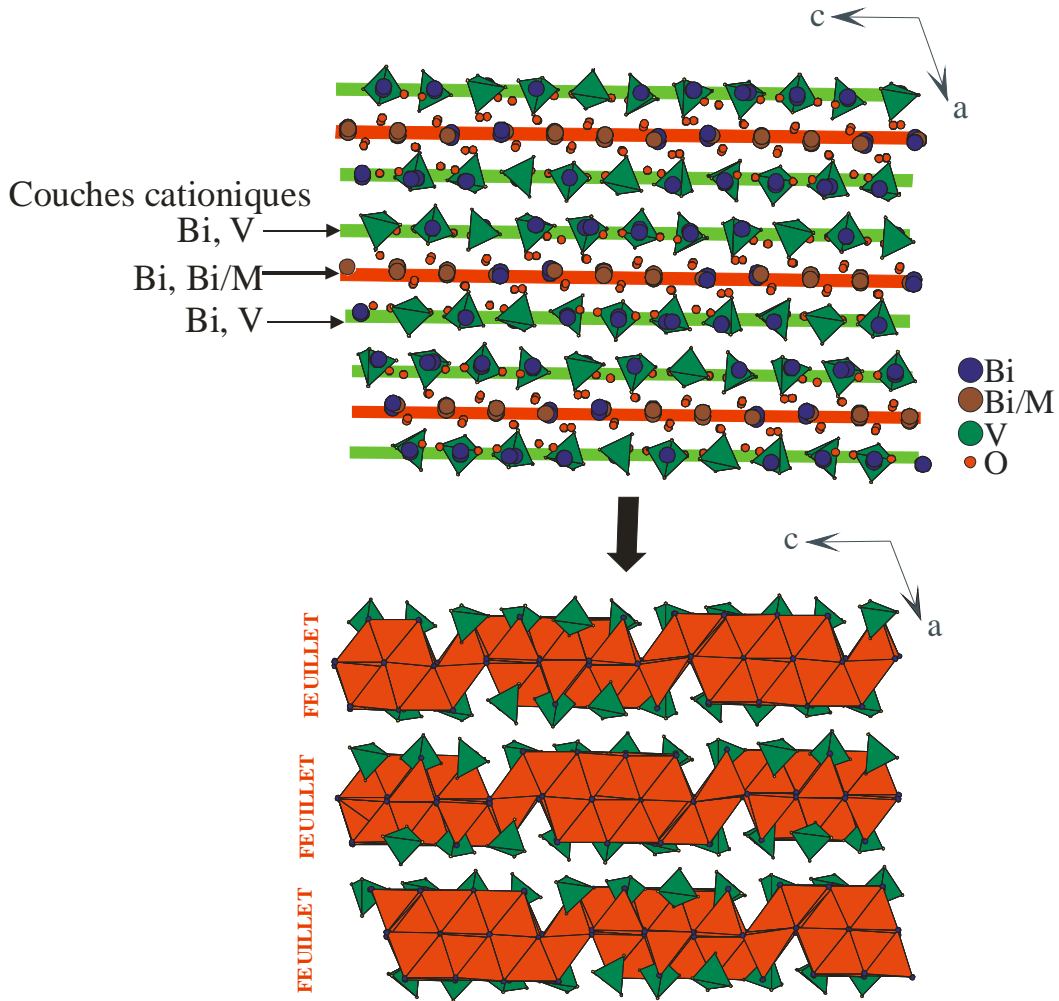 c
a
Couches cationiques
Bi, V
Bi, Bi/M
Bi, V
Bi
Bi/M
V
O
c
a
FEUILLET
FEUILLET
FEUILLET